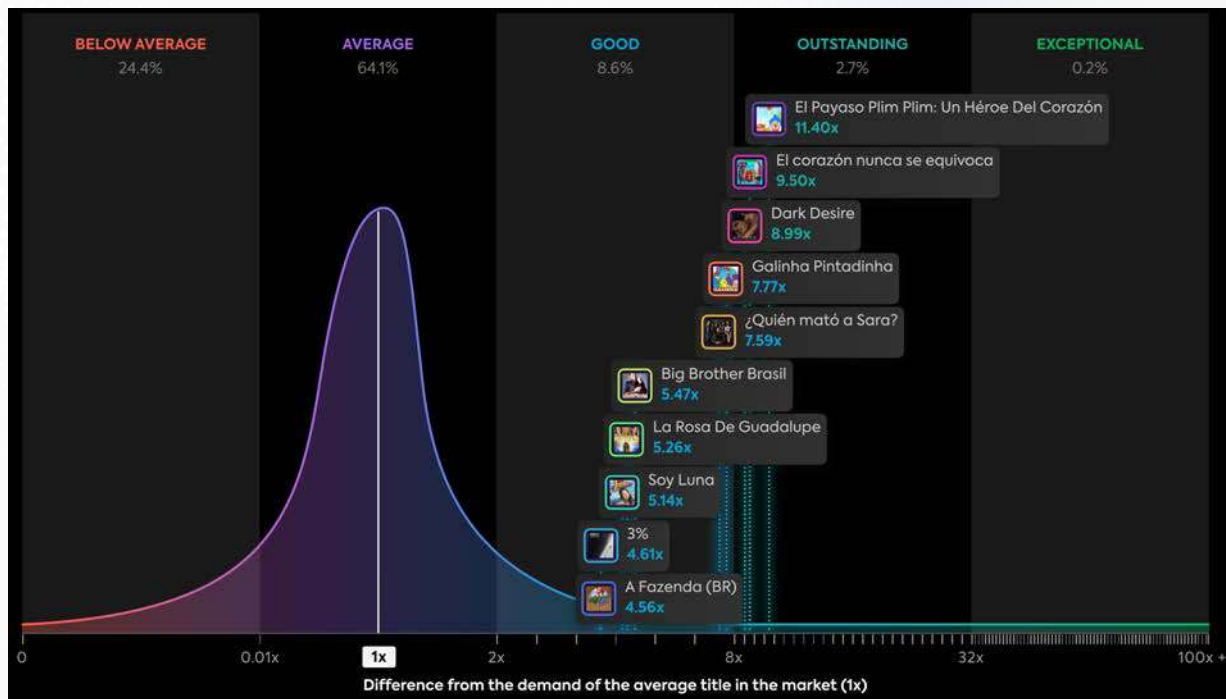 BELOW AVERAGE
24.4%
AVERAGE
64.1%
GOOD
8.6%
OUTSTANDING
2.7%
EXCEPTIONAL
0.2%
El Payaso Plim Plim: Un Héroe Del Corazón
11.40x
El corazón nunca se equivoca
9.50x
Dark Desire
8.99x
Galinha Pintadinha
7.77x
¿Quién mató a Sara?
7.59x
Big Brother Brasil
5.47x
La Rosa De Guadalupe
5.26x
Soy Luna
5.14x
3%
4.61x
A Fazenda (BR)
4.56x
0
0.01x
1x
2x
8x
32x
100x +
Difference from the demand of the average title in the market (1x)